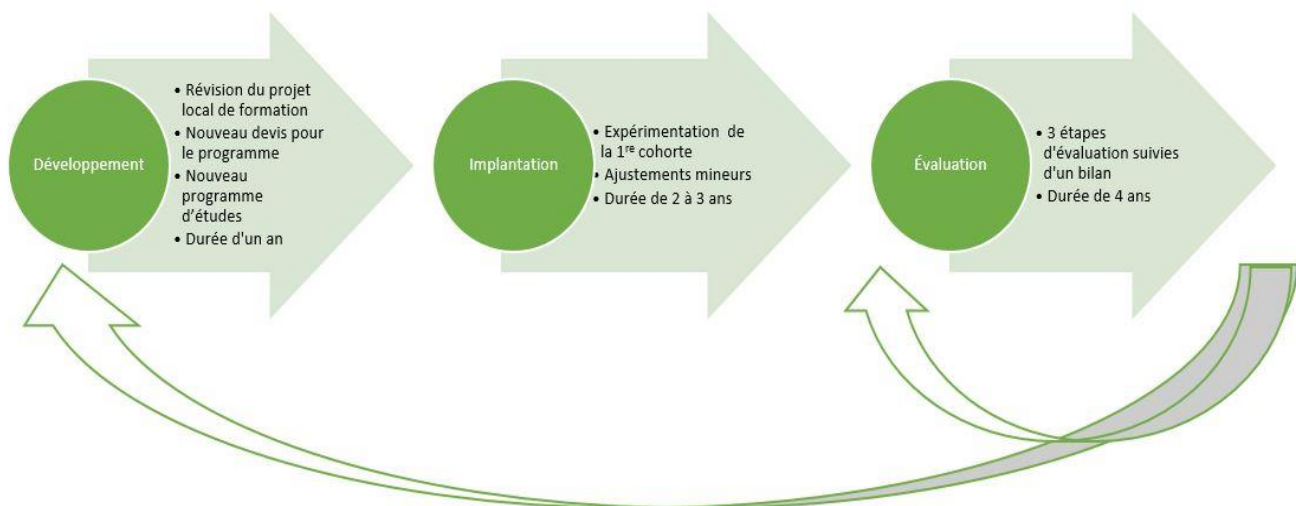 Développement
• Révision du projet
local de formation
• Nouveau devis pour
le programme
• Nouveau
programme
d’études
• Durée d'un an
Implantation
• Expérimentation de
la 1re cohorte
• Ajustements mineurs
• Durée de 2 à 3 ans
Évaluation
• 3 étapes
d'évaluation suivies
d'un bilan
• Durée de 4 ans